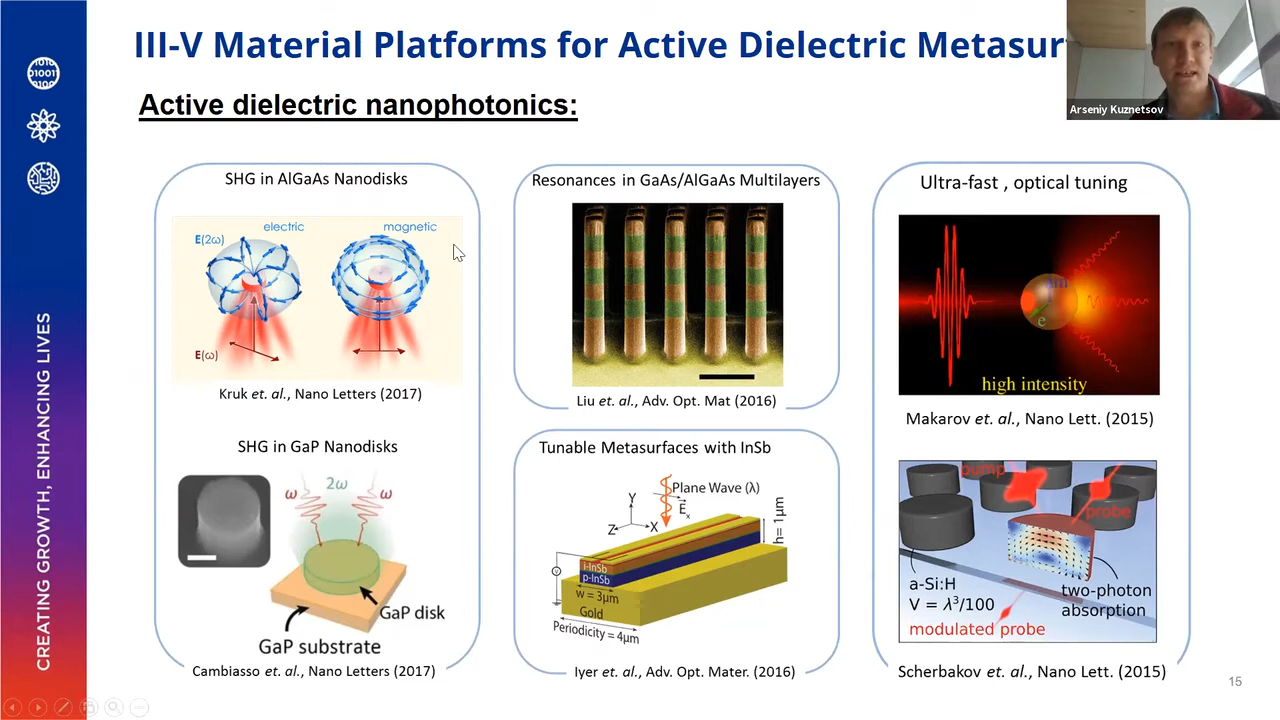 III-V Material Platforms for Active Dielectric Metasur
Arseniy Kuznetsov
Active dielectric nanophotonics:
CREATING GROWTH, ENHANCING LIVES
SHG in AlGaAs Nanodisks
electric
magnetic
E(2ω)
E(ω)
Kruk et. al., Nano Letters (2017)
SHG in GaP Nanodisks
ω
2ω
ω
GaP disk
GaP substrate
Cambiasso et. al., Nano Letters (2017)
Resonances in GaAs/AlGaAs Multilayers
Liu et. al., Adv. Opt. Mat (2016)
Tunable Metasurfaces with InSb
Plane Wave (λ)
Y
Z
X
Ex
h= 1μm
i-InSb
p-InSb
V
w = 3μm
Gold
Periodicity = 4μm
Iyer et. al., Adv. Opt. Mater. (2016)
Ultra-fast , optical tuning
e
high intensity
Makarov et. al., Nano Lett. (2015)
pump
probe
a-Si:H
V = λ³/100
two-photon
absorption
modulated probe
Scherbakov et. al., Nano Lett. (2015)
15